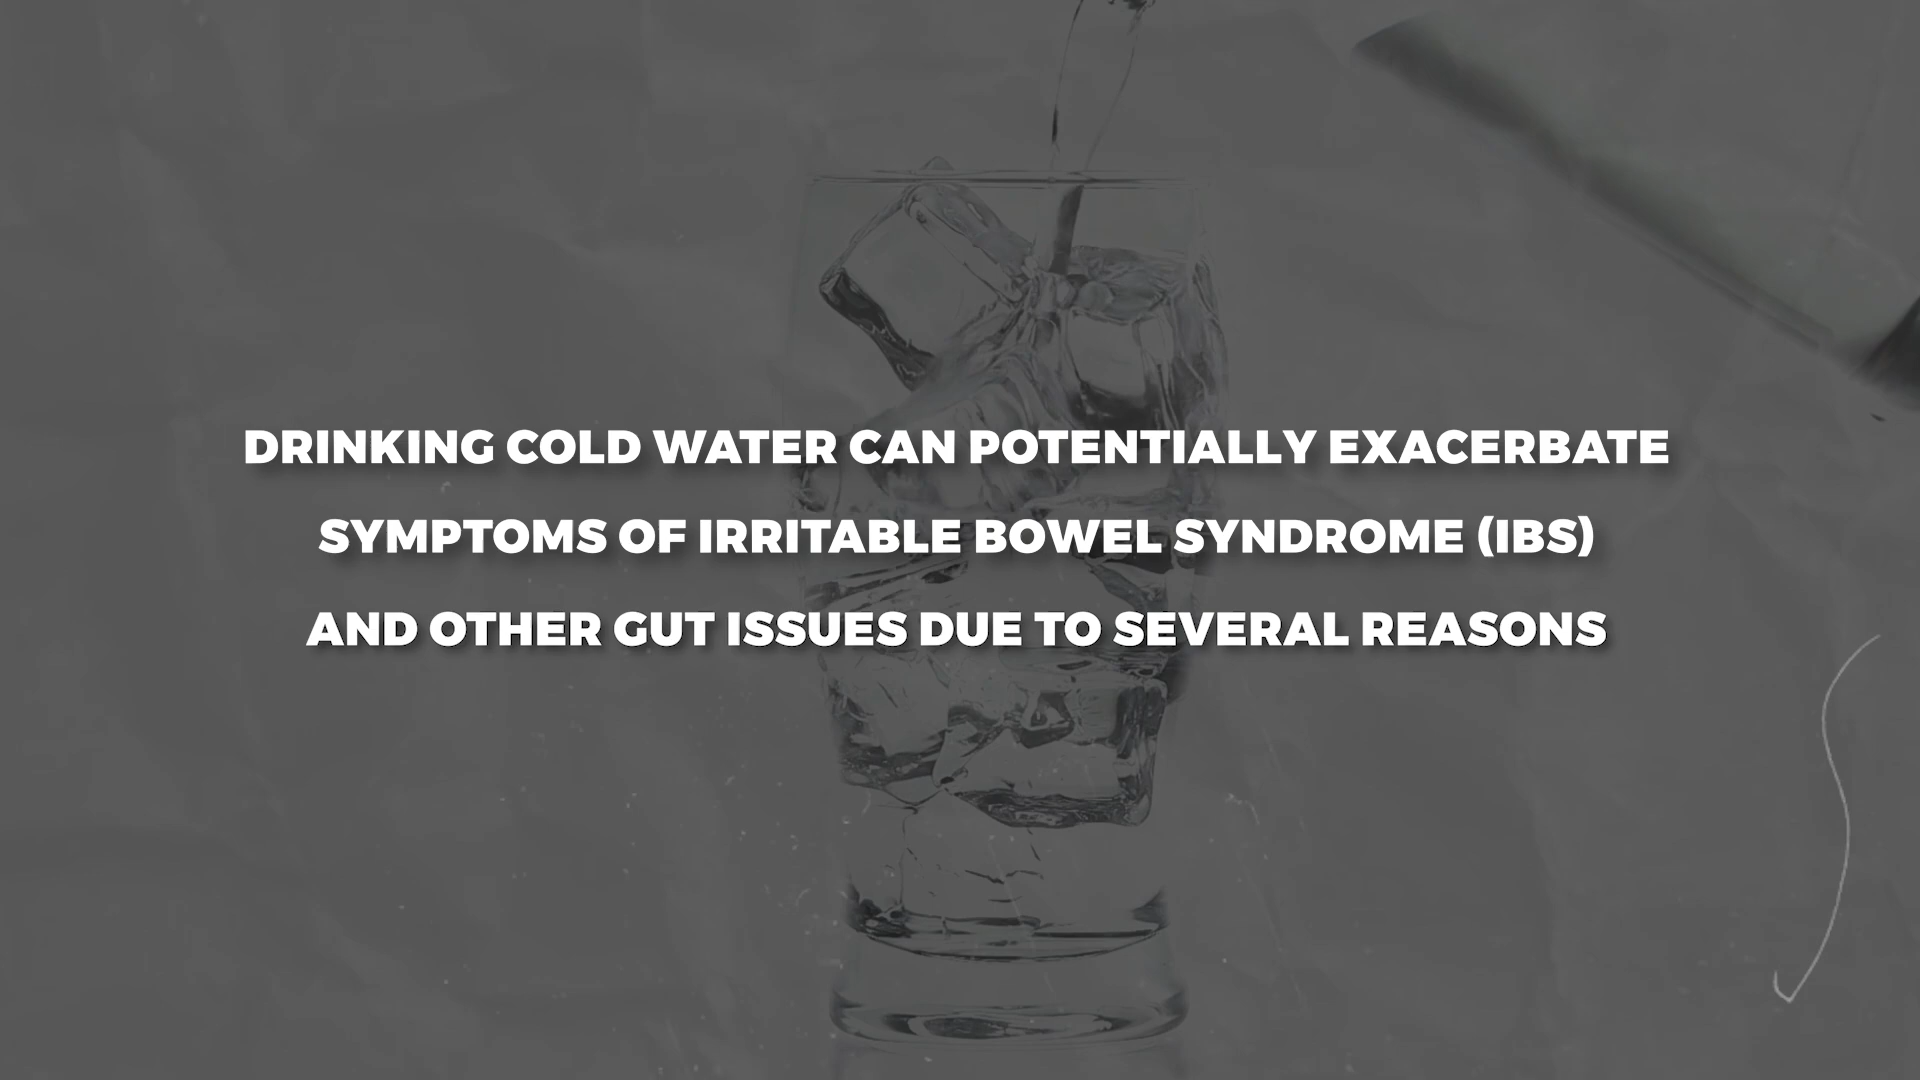 DRINKING COLD WATER CAN POTENTIALLY EXACERBATE
SYMPTOMS OF IRRITABLE BOWEL SYNDROME (IBS)
AND OTHER GUT ISSUES DUE TO SEVERAL REASONS